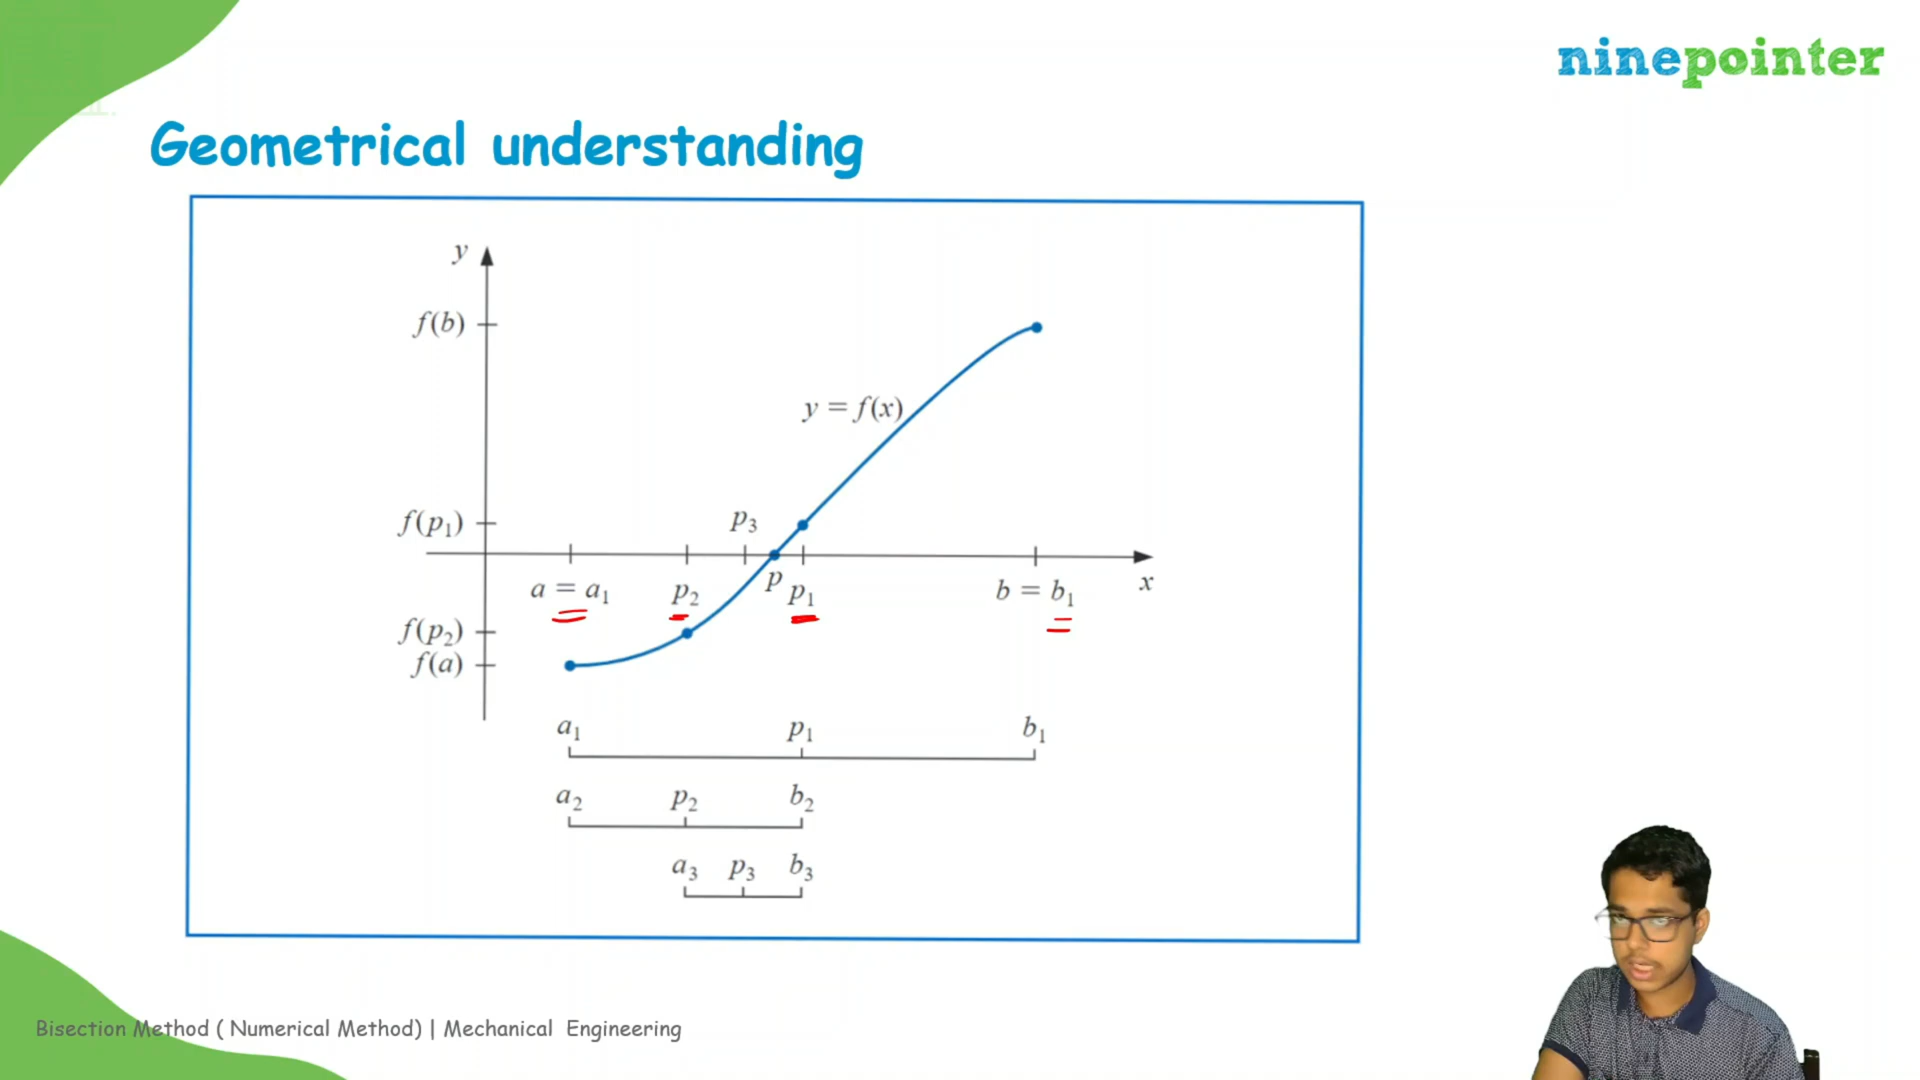 ninepointer
Geometrical understanding
y
f(b)
y = f(x)
f(p₁)
p₃
a = a₁
p₂
p
p₁
b = b₁
x
f(p₂)
f(a)
a₁ p₁ b₁
a₂ p₂ b₂
a₃ p₃ b₃
Bisection Method ( Numerical Method) | Mechanical Engineering